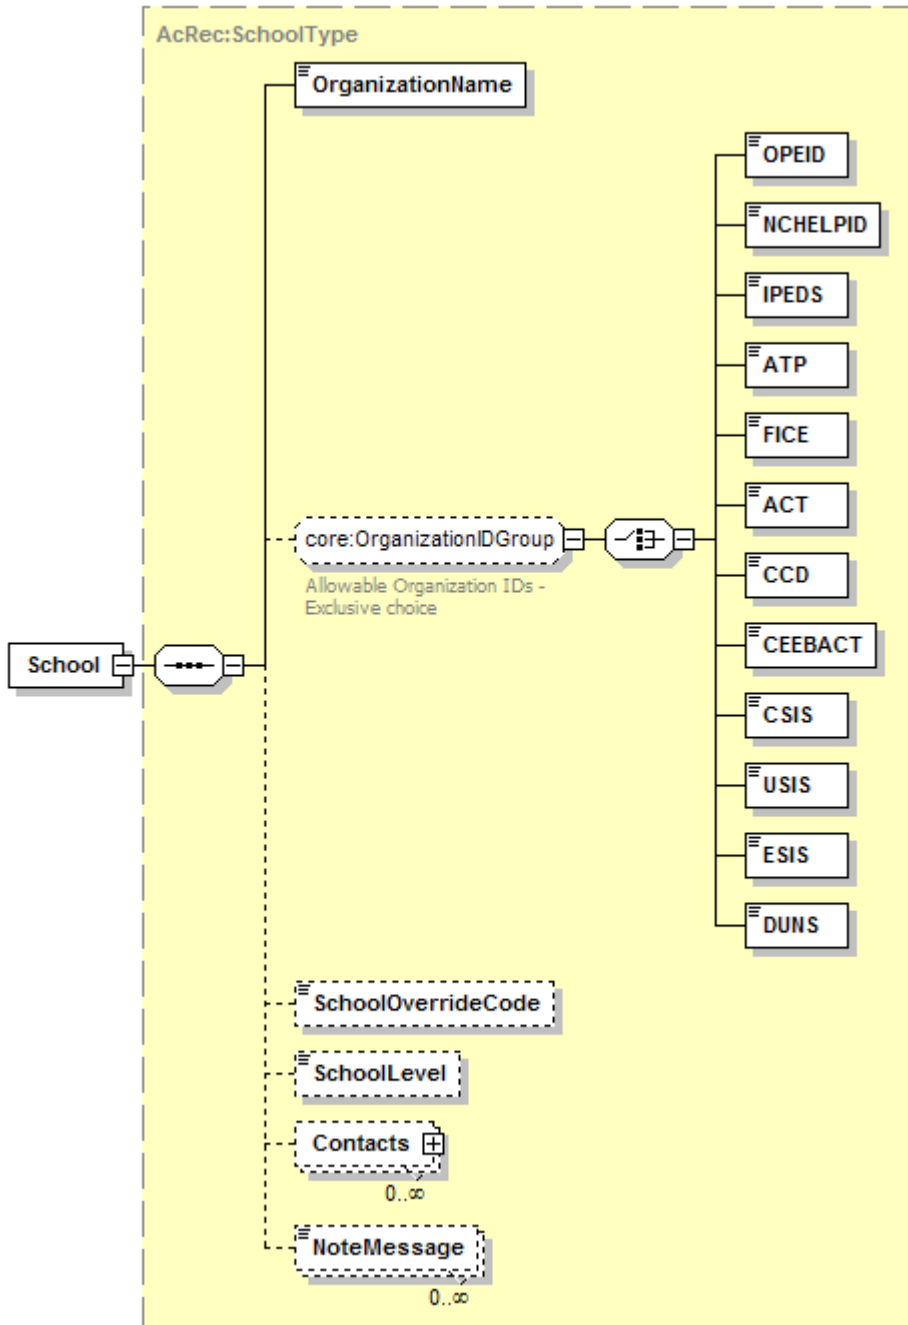 AcRec:SchoolType
OrganizationName
OPEID
NCHELPID
IPEDS
ATP
FICE
ACT
core:OrganizationIDGroup
Allowable Organization IDs -
Exclusive choice
CCD
CEEBACT
School
CSIS
USIS
ESIS
DUNS
SchoolOverrideCode
SchoolLevel
Contacts
0..∞
NoteMessage
0..∞